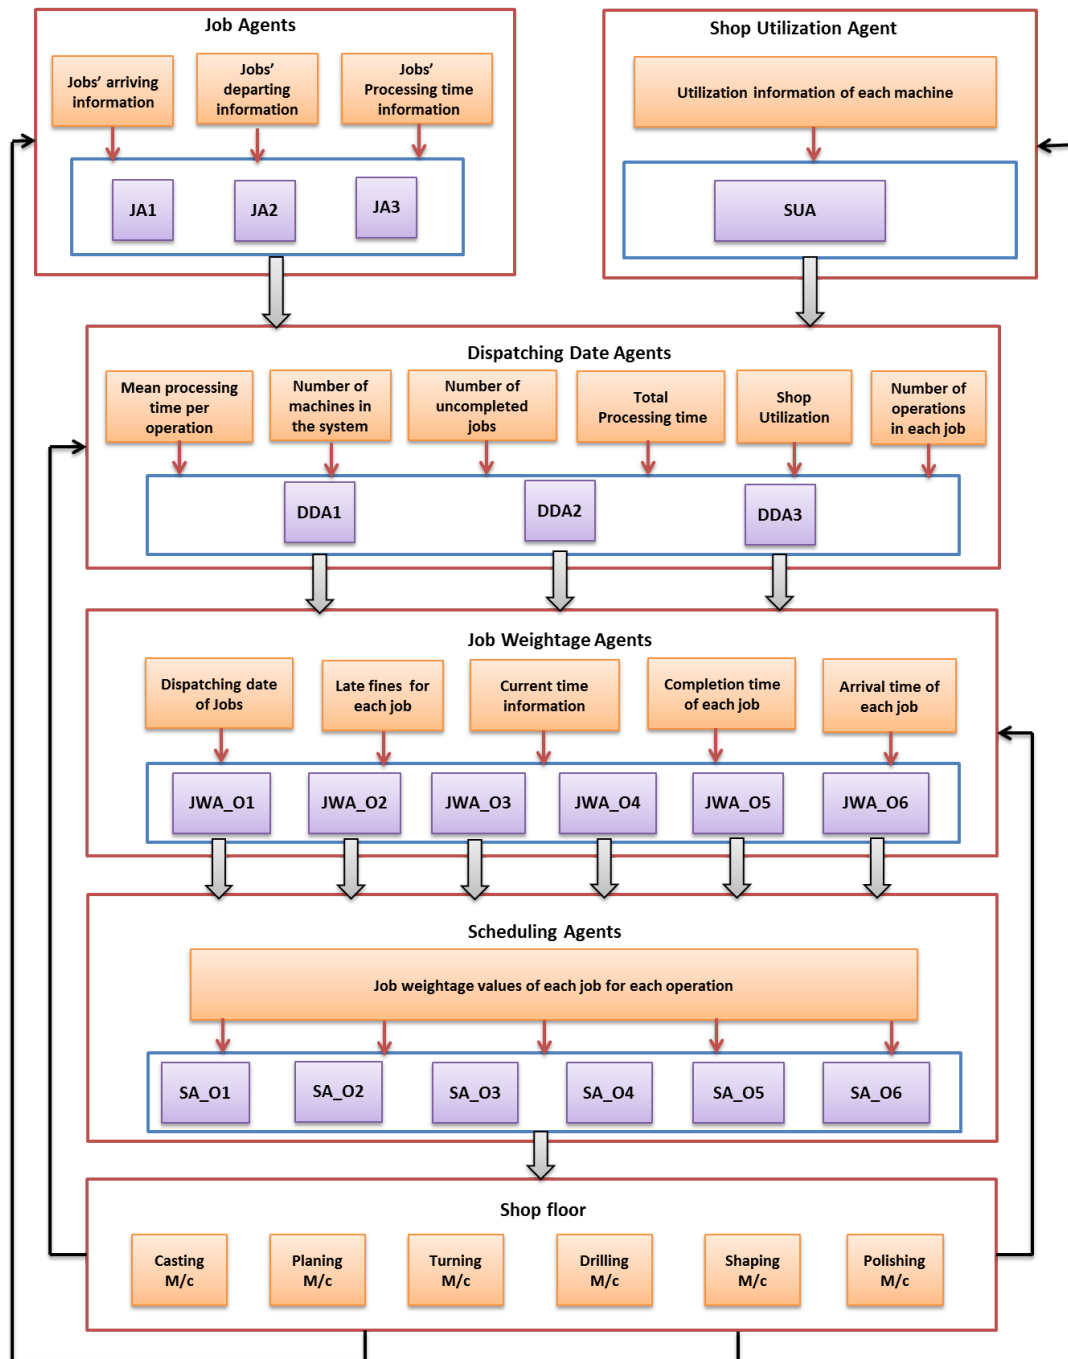 Job Agents
Jobs' arriving
information
Jobs'
departing
information
Jobs'
Processing time
information
JA1
JA2
JA3
Shop Utilization Agent
Utilization information of each machine
SUA
Dispatching Date Agents
Mean processing
time per
operation
Number of
machines in
the system
Number of
uncompleted
jobs
Total
Processing time
Shop
Utilization
Number of
operations
in each job
DDA1
DDA2
DDA3
Job Weightage Agents
Dispatching date
of Jobs
Late fines for
each job
Current time
information
Completion time
of each job
Arrival time of
each job
JWA_O1
JWA_O2
JWA_O3
JWA_O4
JWA_O5
JWA_O6
Scheduling Agents
Job weightage values of each job for each operation
SA_O1
SA_O2
SA_O3
SA_O4
SA_O5
SA_O6
Shop floor
Casting
M/c
Planing
M/c
Turning
M/c
Drilling
M/c
Shaping
M/c
Polishing
M/c